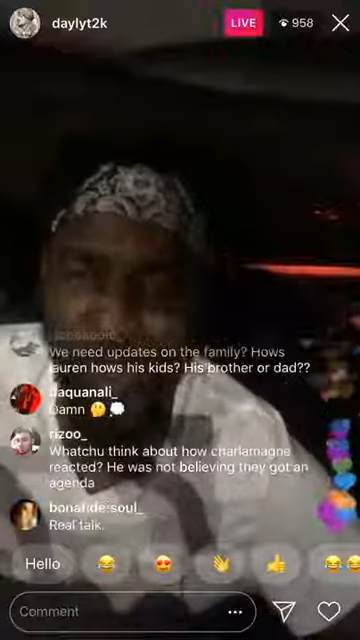 daylyt2k
LIVE
958
We need updates on the family? Hows
lauren hows his kids? His brother or dad??
daquanali_
Damn 🤔💭
rizoo_
Whatchu think about how charlamagne
reacted? He was not believing they got an
agenda
bonafide:soul_
Real talk.
Hello
Comment